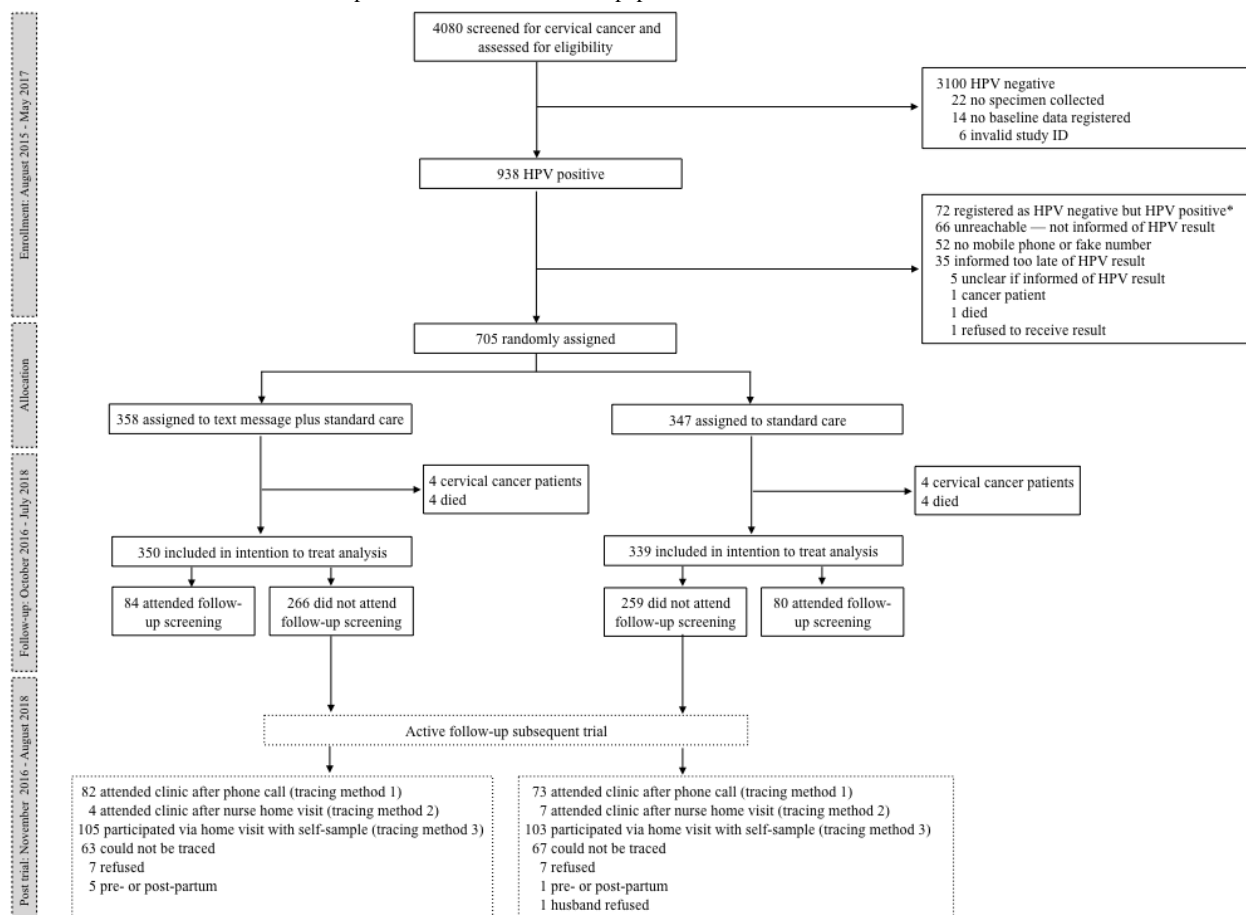 4080 screened for cervical cancer and
assessed for eligibility
3100 HPV negative
22 no specimen collected
14 no baseline data registered
6 invalid study ID
Enrollment: August 2015 - May 2017
938 HPV positive
72 registered as HPV negative but HPV positive*
66 unreachable — not informed of HPV result
52 no mobile phone or fake number
35 informed too late of HPV result
5 unclear if informed of HPV result
1 cancer patient
1 died
1 refused to receive result
705 randomly assigned
Allocation
358 assigned to text message plus standard care
347 assigned to standard care
Follow-up: October 2016 - July 2018
4 cervical cancer patients
4 died
4 cervical cancer patients
4 died
350 included in intention to treat analysis
339 included in intention to treat analysis
84 attended follow-
up screening
266 did not attend
follow-up screening
259 did not attend
follow-up screening
80 attended follow-
up screening
Post trial: November 2016 - August 2018
Active follow-up subsequent trial
82 attended clinic after phone call (tracing method 1)
4 attended clinic after nurse home visit (tracing method 2)
105 participated via home visit with self-sample (tracing method 3)
63 could not be traced
7 refused
5 pre- or post-partum
73 attended clinic after phone call (tracing method 1)
7 attended clinic after nurse home visit (tracing method 2)
103 participated via home visit with self-sample (tracing method 3)
67 could not be traced
7 refused
1 pre- or post-partum
1 husband refused